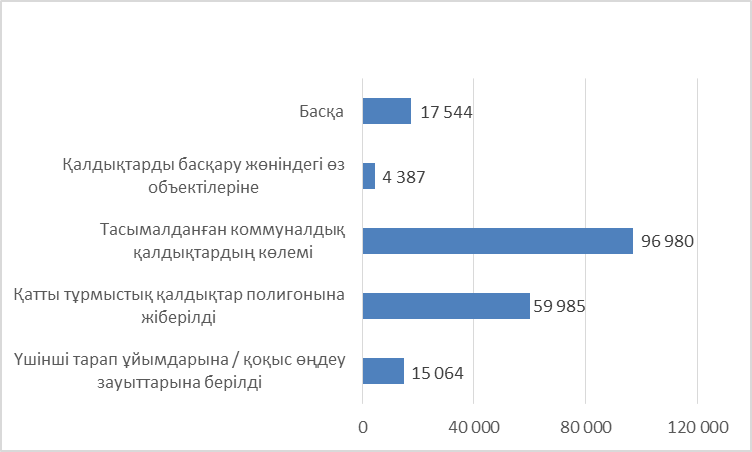 Басқа
17 544
Қалдықтарды басқару жөніндегі өз
объектілеріне
4 387
Тасымалданған коммуналдық
қалдықтардың көлемі
96 980
Қатты тұрмыстық қалдықтар полигонына
жіберілді
59 985
Үшінші тарап ұйымдарына / қоқыс өңдеу
зауыттарына берілді
15 064
0
40 000
80 000
120 000